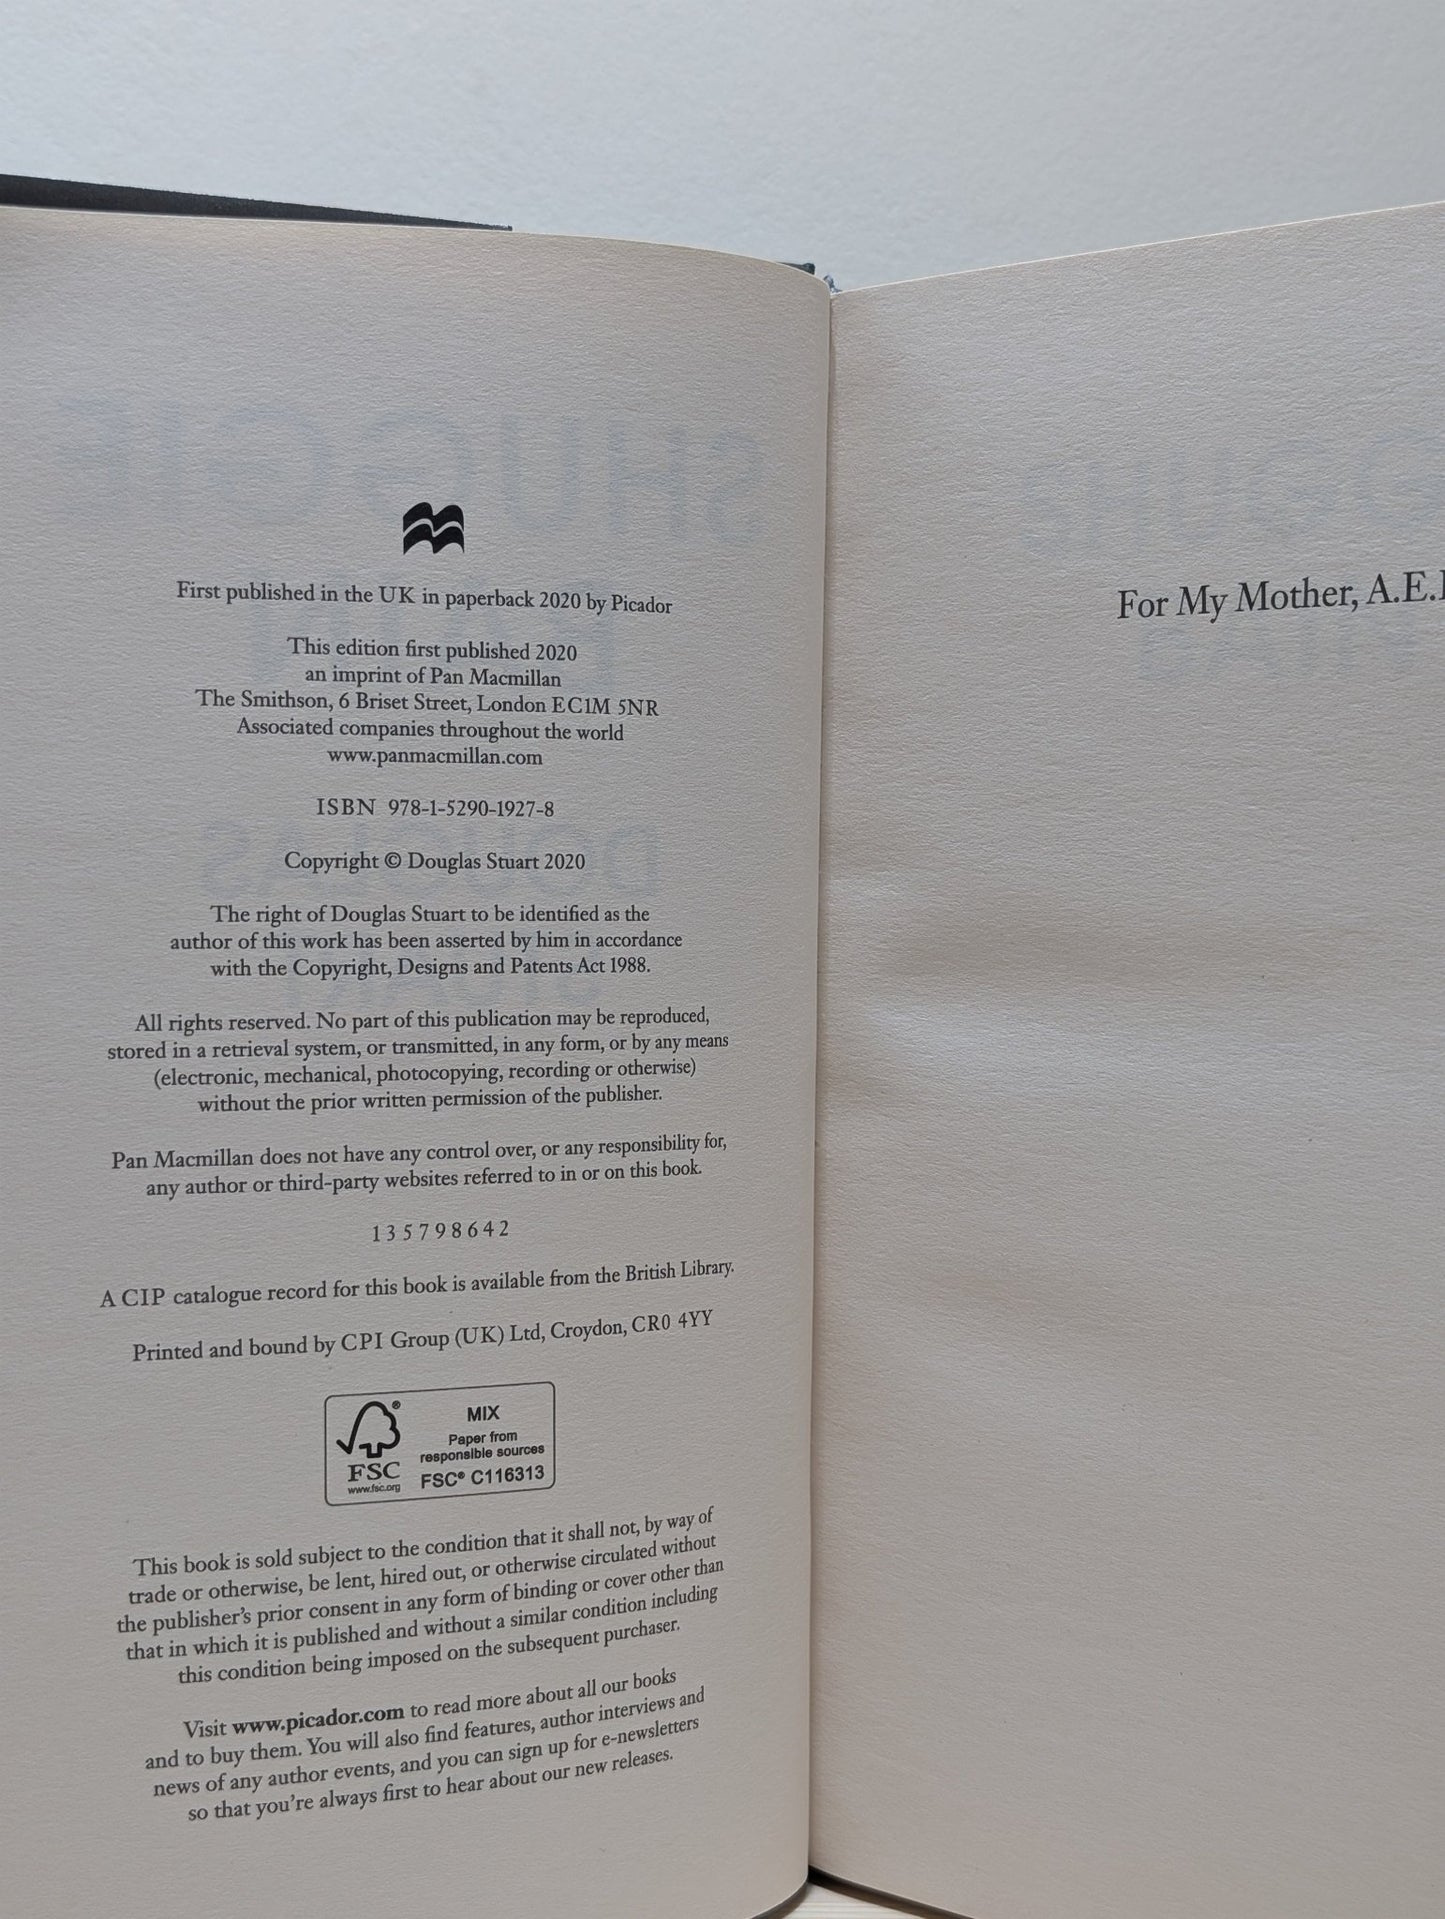 First published in the UK in paperback 2020 by Picador
This edition first published 2020
an imprint of Pan Macmillan
The Smithson, 6 Briset Street, London EC1M 5NR
Associated companies throughout the world
www.panmacmillan.com
ISBN 978-1-5290-1927-8
Copyright © Douglas Stuart 2020
The right of Douglas Stuart to be identified as the
author of this work has been asserted by him in accordance
with the Copyright, Designs and Patents Act 1988.
All rights reserved. No part of this publication may be reproduced,
stored in a retrieval system, or transmitted, in any form, or by any means
(electronic, mechanical, photocopying, recording or otherwise)
without the prior written permission of the publisher.
Pan Macmillan does not have any control over, or any responsibility for,
any author or third-party websites referred to in or on this book.
1 3 5 7 9 8 6 4 2
A CIP catalogue record for this book is available from the British Library.
Printed and bound by CPI Group (UK) Ltd, Croydon, CR0 4YY
MIX
Paper from
responsible sources
FSC® C116313
®
FSC
www.fsc.org
This book is sold subject to the condition that it shall not, by way of
trade or otherwise, be lent, hired out, or otherwise circulated without
the publisher's prior consent in any form of binding or cover other than
that in which it is published and without a similar condition including
this condition being imposed on the subsequent purchaser.
Visit www.picador.com to read more about all our books
and to buy them. You will also find features, author interviews and
news of any author events, and you can sign up for e-newsletters
so that you're always first to hear about our new releases.
For My Mother, A.E.